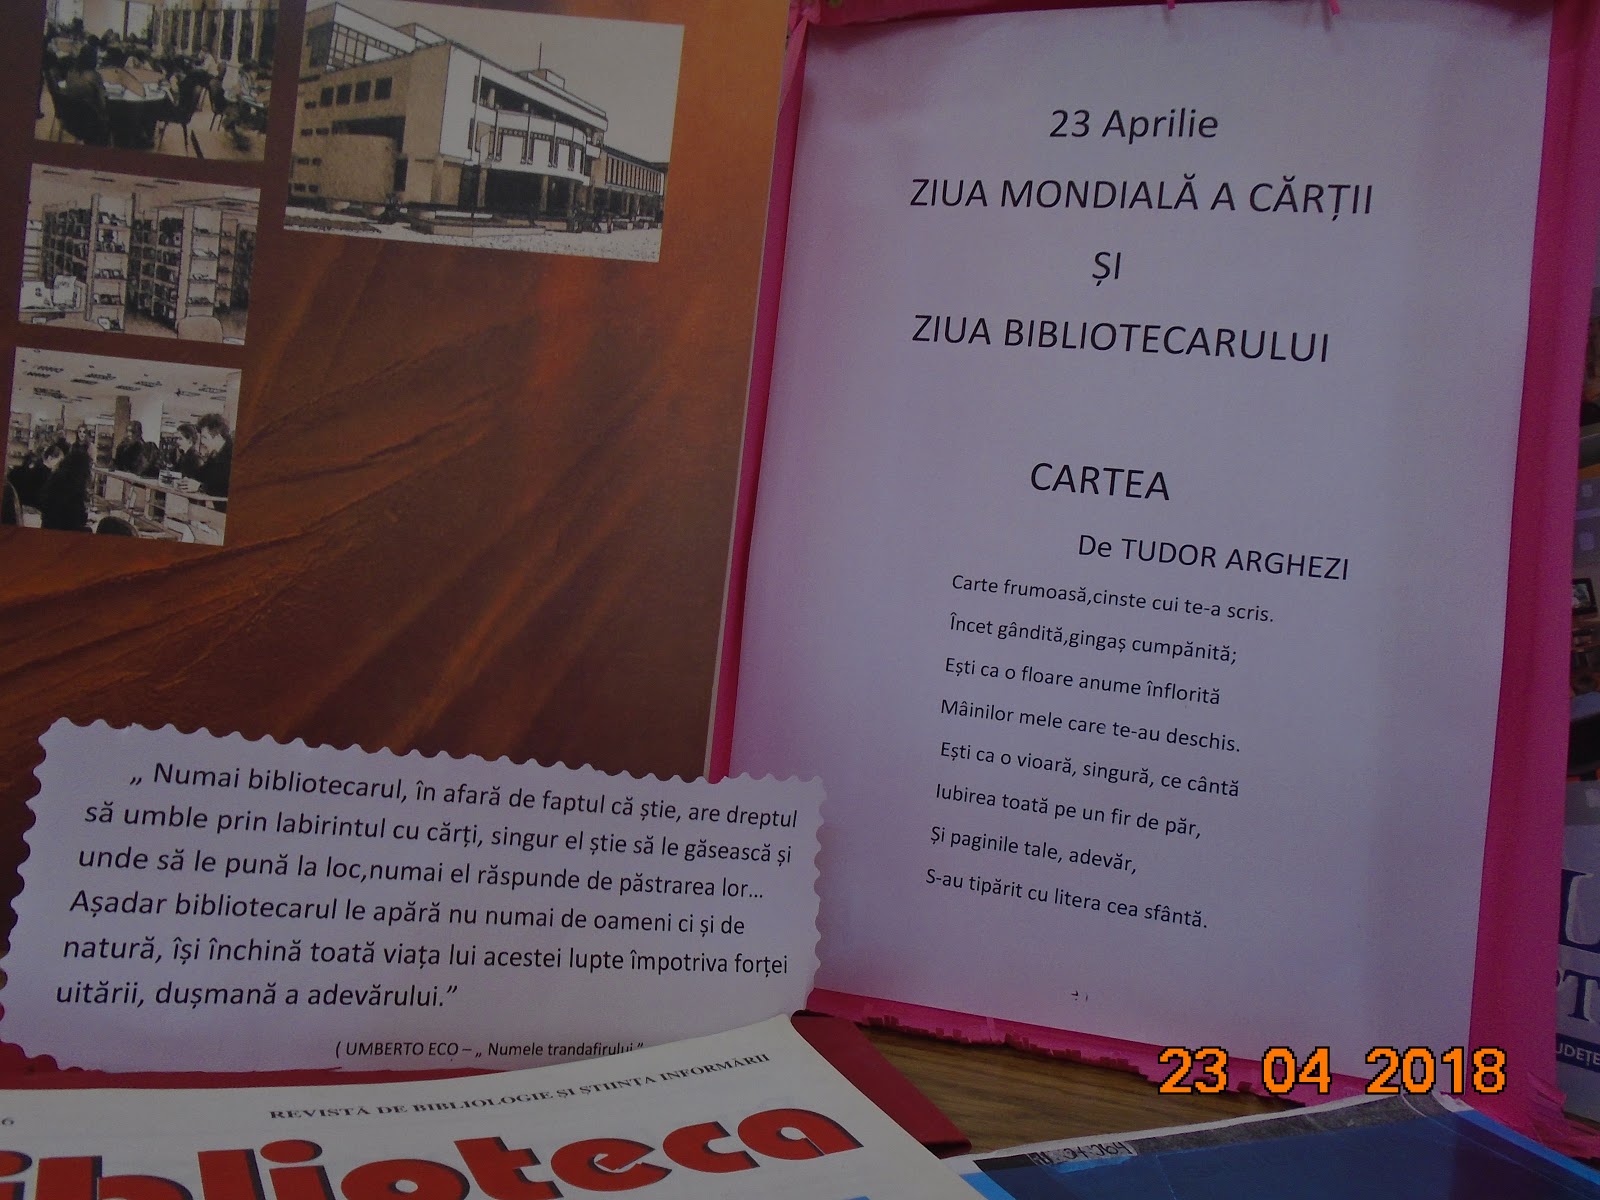 23 Aprilie
ZIUA MONDIALĂ A CĂRȚII
ȘI
ZIUA BIBLIOTECARULUI
CARTEA
De TUDOR ARGHEZI
Carte frumoasă,cinste cui te-a scris.
Încet gândită,gingaș cumpănită;
Ești ca o floare anume înflorită
Mâinilor mele care te-au deschis.
Ești ca o vioară, singură, ce cântă
Iubirea toată pe un fir de păr,
Și paginile tale, adevăr,
S-au tipărit cu litera cea sfântă.
„ Numai bibliotecarul, în afară de faptul că știe, are dreptul
să umble prin labirintul cu cărți, singur el știe să le găsească și
unde să le pună la loc,numai el răspunde de păstrarea lor...
Așadar bibliotecarul le apără nu numai de oameni ci și de
natură, își închină toată viața lui acestei lupte împotriva forței
uitării, dușmană a adevărului.”
( UMBERTO ECO – „ Numele trandafirului ”
REVISTĂ DE BIBLIOLOGIE ȘI ȘTIINȚA INFORMĂRII
6
iblioteca
23 04 2018